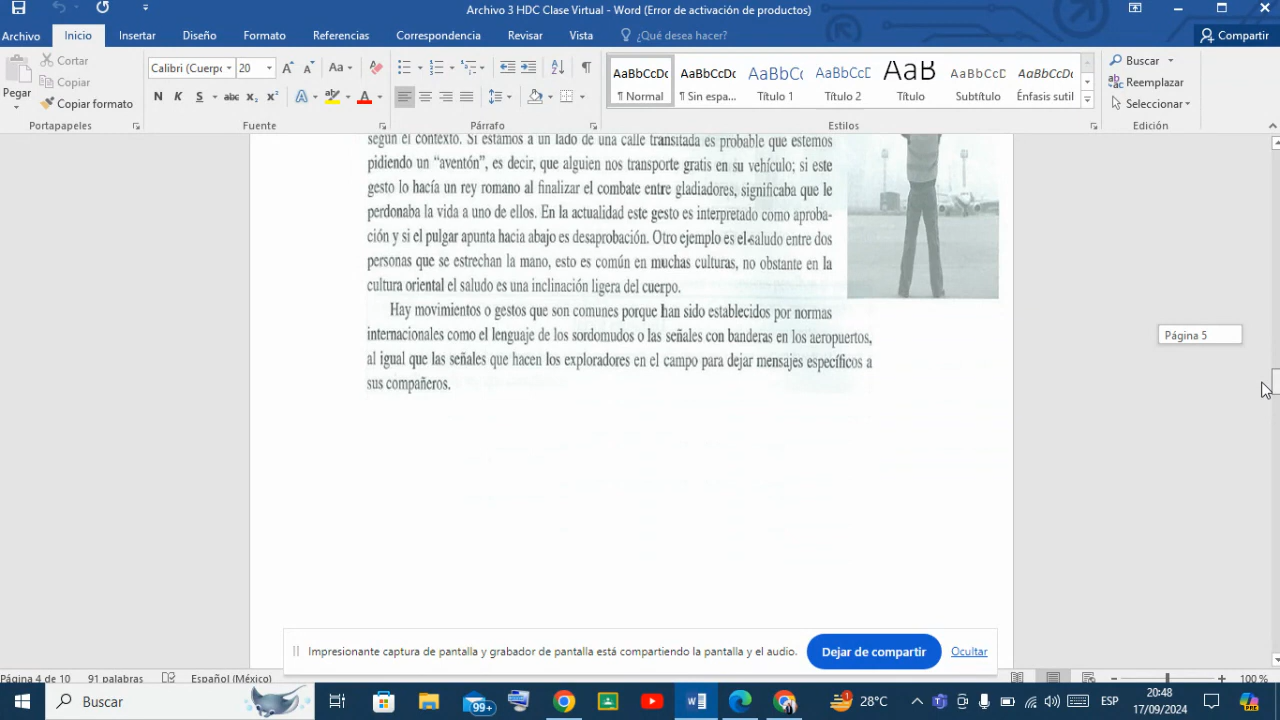 Archivo 3 HDC Clase Virtual - Word (Error de activación de productos)
Archivo Inicio Insertar Diseño Formato Referencias Correspondencia Revisar Vista ¿Qué desea hacer? Compartir
Pegar Cortar
Copiar
Copiar formato
Calibri (Cuerpo 20 Aa
N K S abc x₂ x² A ab A
AaBbCcDc AaBbCcDc AaBbCc AaBbCcD AaB AaBbCcD AaBbCcDc
¶ Normal ¶ Sin espa... Título 1 Título 2 Título Subtítulo Énfasis sutil
Buscar
Reemplazar
Seleccionar
Portapapeles Fuente Párrafo Estilos Edición
según el contexto. Si estamos a un lado de una calle transitada es probable que estemos
pidiendo un “aventón”, es decir, que alguien nos transporte gratis en su vehículo; si este
gesto lo hacía un rey romano al finalizar el combate entre gladiadores, significaba que le
perdonaba la vida a uno de ellos. En la actualidad este gesto es interpretado como aproba-
ción y si el pulgar apunta hacia abajo es desaprobación. Otro ejemplo es el saludo entre dos
personas que se estrechan la mano, esto es común en muchas culturas, no obstante en la
cultura oriental el saludo es una inclinación ligera del cuerpo.
Hay movimientos o gestos que son comunes porque han sido establecidos por normas
internacionales como el lenguaje de los sordomudos o las señales con banderas en los aeropuertos,
al igual que las señales que hacen los exploradores en el campo para dejar mensajes específicos a
sus compañeros.
Página 5
Impresionante captura de pantalla y grabador de pantalla está compartiendo la pantalla y el audio. Dejar de compartir Ocultar
Página 4 de 10 91 palabras Español (México) 100 %
Buscar 99+ 28°C ESP 20:48
17/09/2024
PRE